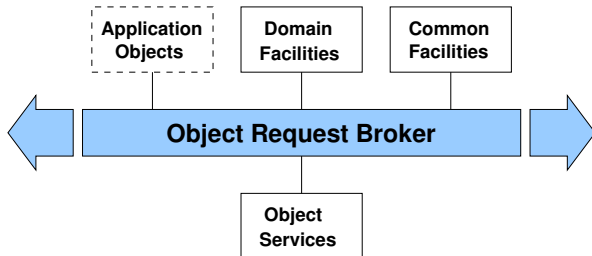 Application
Objects
Domain
Facilities
Common
Facilities
Object Request Broker
Object
Services